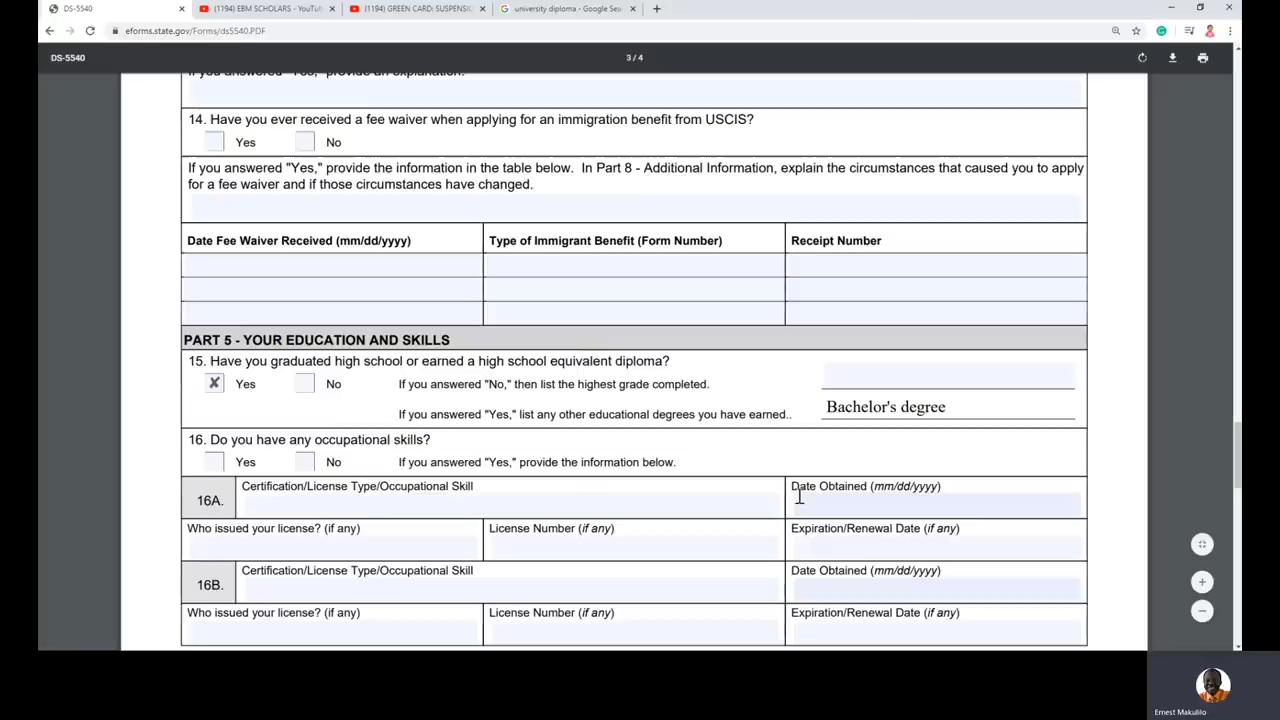 DS-5540
(1194) EBM SCHOLARS - YouTu
(1194) GREEN CARD: SUSPENSI
university diploma - Google Sea
eforms.state.gov/Forms/ds5540.PDF
DS-5540
3 / 4
If you answered "Yes," provide an explanation.
14. Have you ever received a fee waiver when applying for an immigration benefit from USCIS?
Yes No
If you answered "Yes," provide the information in the table below. In Part 8 - Additional Information, explain the circumstances that caused you to apply
for a fee waiver and if those circumstances have changed.
Date Fee Waiver Received (mm/dd/yyyy) Type of Immigrant Benefit (Form Number) Receipt Number
PART 5 - YOUR EDUCATION AND SKILLS
15. Have you graduated high school or earned a high school equivalent diploma?
X Yes No If you answered "No," then list the highest grade completed.
If you answered "Yes," list any other educational degrees you have earned.. Bachelor's degree
16. Do you have any occupational skills?
Yes No If you answered "Yes," provide the information below.
16A. Certification/License Type/Occupational Skill Date Obtained (mm/dd/yyyy)
Who issued your license? (if any) License Number (if any) Expiration/Renewal Date (if any)
16B. Certification/License Type/Occupational Skill Date Obtained (mm/dd/yyyy)
Who issued your license? (if any) License Number (if any) Expiration/Renewal Date (if any)
Ernest Makulilo